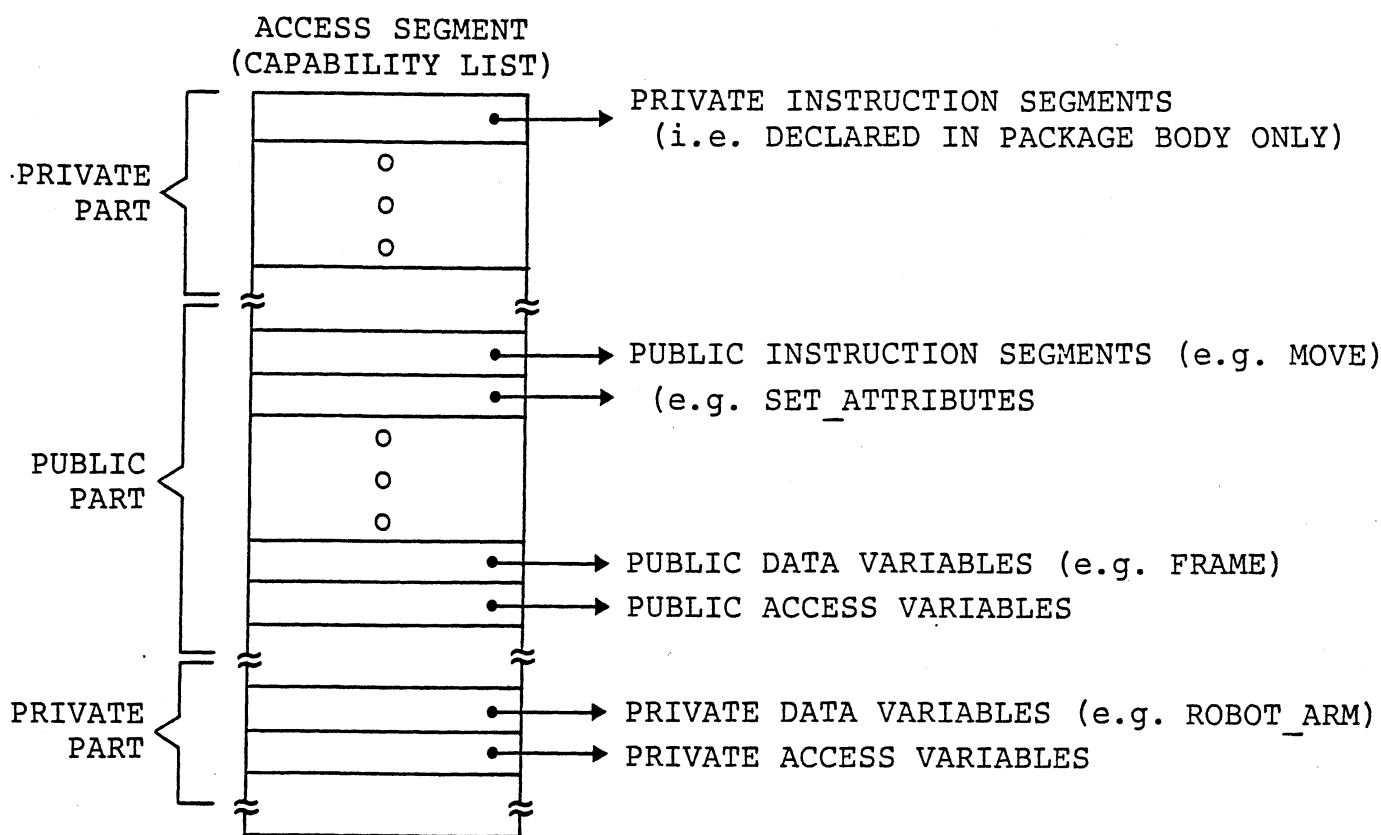 ACCESS SEGMENT
(CAPABILITY LIST)
PRIVATE INSTRUCTION SEGMENTS
(i.e. DECLARED IN PACKAGE BODY ONLY)
PRIVATE
PART
PUBLIC INSTRUCTION SEGMENTS (e.g. MOVE)
(e.g. SET_ATTRIBUTES
PUBLIC
PART
PUBLIC DATA VARIABLES (e.g. FRAME)
PUBLIC ACCESS VARIABLES
PRIVATE
PART
PRIVATE DATA VARIABLES (e.g. ROBOT_ARM)
PRIVATE ACCESS VARIABLES